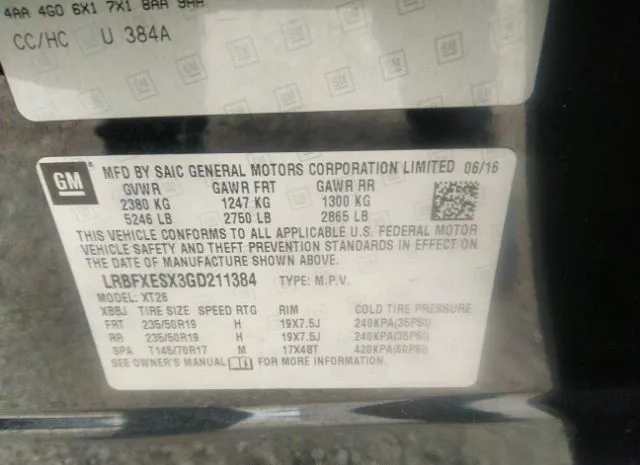 4AA 4G0 6X1 7X1 8AA 9AA
CC/HC U 384A
GM
MFD BY SAIC GENERAL MOTORS CORPORATION LIMITED 06/16
GVWR GAWR FRT GAWR RR
2380 KG 1247 KG 1300 KG
5246 LB 2750 LB 2865 LB
THIS VEHICLE CONFORMS TO ALL APPLICABLE U.S. FEDERAL MOTOR
VEHICLE SAFETY AND THEFT PREVENTION STANDARDS IN EFFECT ON
THE DATE OF MANUFACTURE SHOWN ABOVE.
LRBFXESX3GD211384 TYPE: M.P.V.
MODEL: XT26
XBBJ TIRE SIZE SPEED RTG RIM COLD TIRE PRESSURE
FRT 235/50R19 H 19X7.5J 240KPA(35PSI)
RR 235/50R19 H 19X7.5J 240KPA(35PSI)
SPA T145/70R17 M 17X4BT 420KPA(60PSI)
SEE OWNER'S MANUAL FOR MORE INFORMATION.